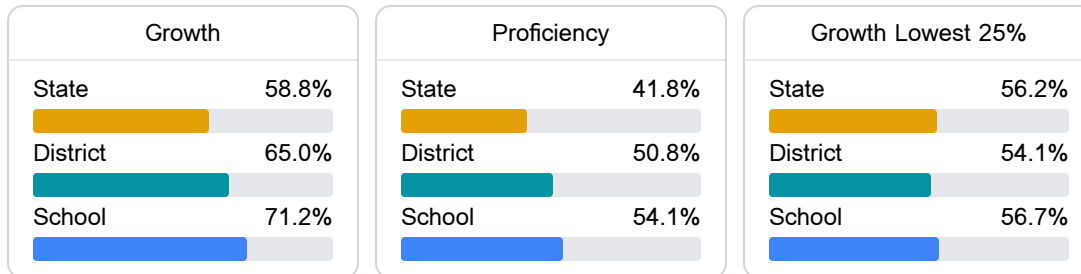 Growth
State 58.8%
District 65.0%
School 71.2%
Proficiency
State 41.8%
District 50.8%
School 54.1%
Growth Lowest 25%
State 56.2%
District 54.1%
School 56.7%